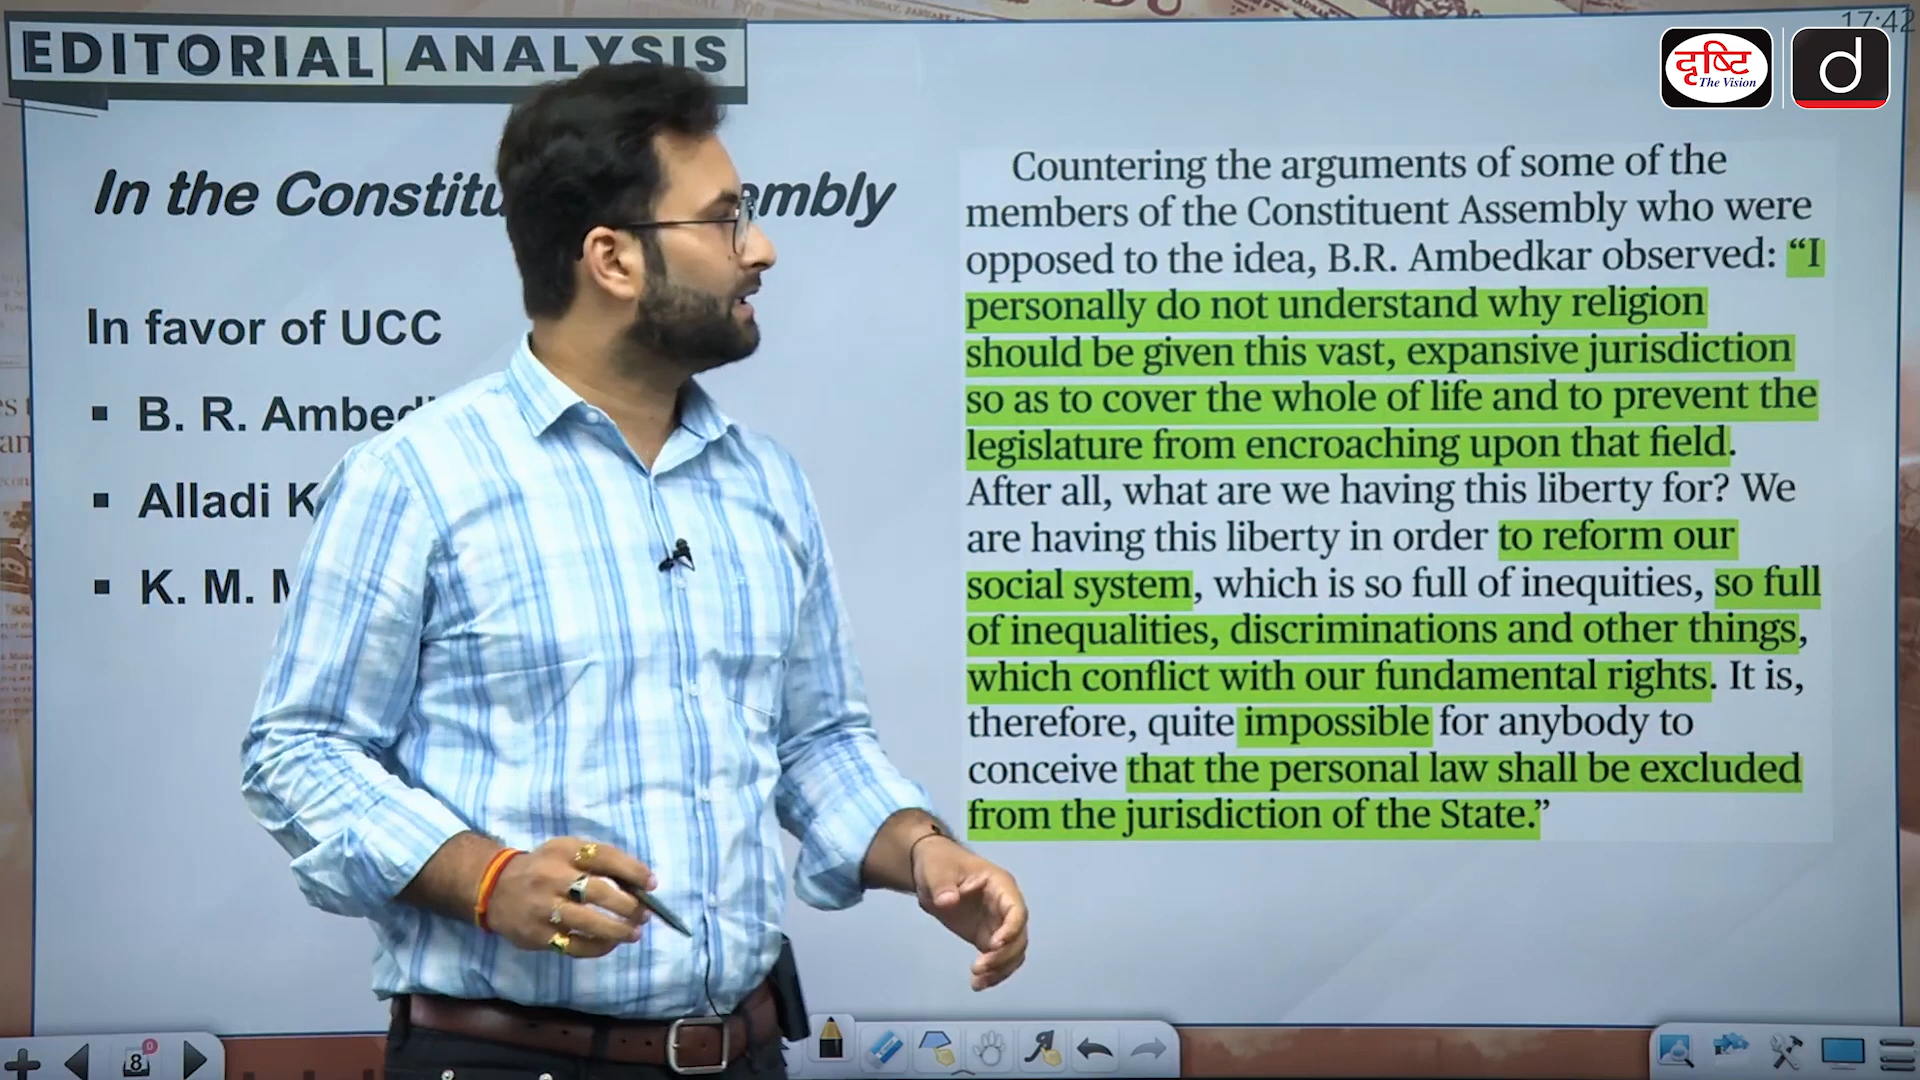 EDITORIAL ANALYSIS
17:42
दृष्टि
The Vision
d
In the
In favor of UCC
B. R.
Alladi
K. M.
Countering the arguments of some of the
members of the Constituent Assembly who were
opposed to the idea, B.R. Ambedkar observed: “I
personally do not understand why religion
should be given this vast, expansive jurisdiction
so as to cover the whole of life and to prevent the
legislature from encroaching upon that field.
After all, what are we having this liberty for? We
are having this liberty in order to reform our
social system, which is so full of inequities, so full
of inequalities, discriminations and other things,
which conflict with our fundamental rights. It is,
therefore, quite impossible for anybody to
conceive that the personal law shall be excluded
from the jurisdiction of the State.”
8
0